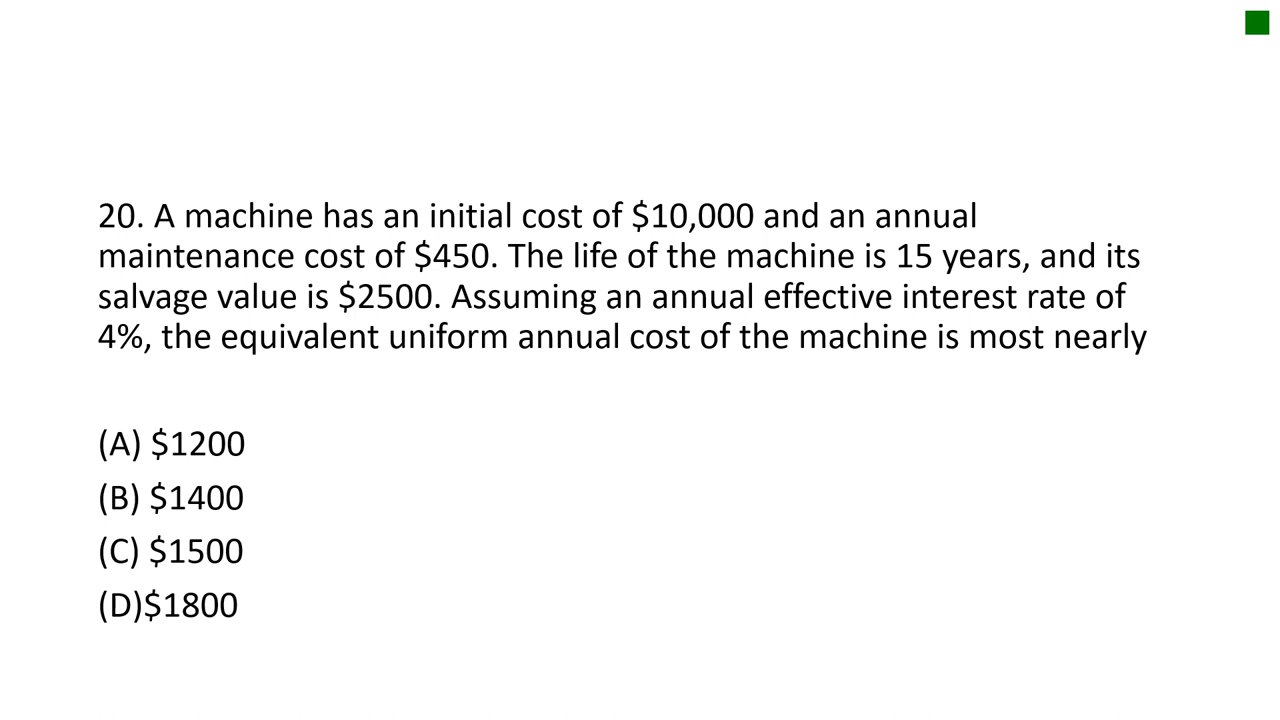 20. A machine has an initial cost of $10,000 and an annual
maintenance cost of $450. The life of the machine is 15 years, and its
salvage value is $2500. Assuming an annual effective interest rate of
4%, the equivalent uniform annual cost of the machine is most nearly
(A) $1200
(B) $1400
(C) $1500
(D)$1800